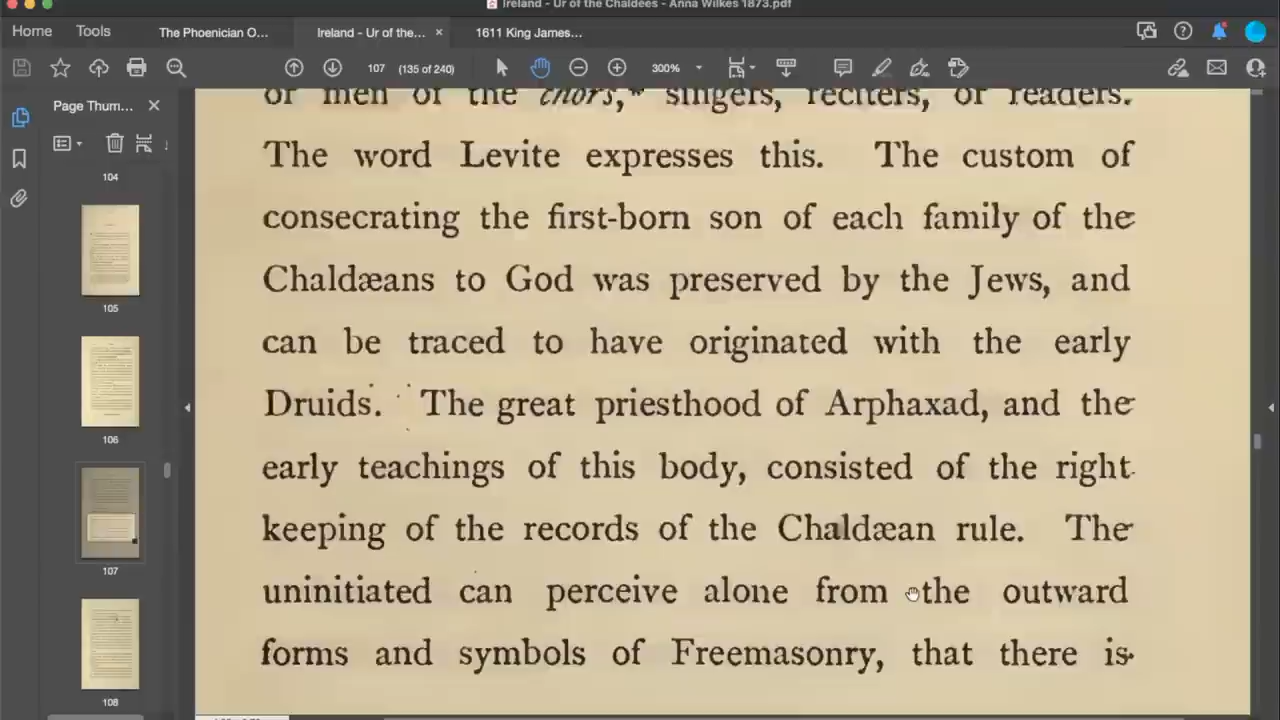 Ireland - Ur of the Chaldees - Anna Wilkes 1873.pdf
Home Tools The Phoenician O... Ireland - Ur of the... × 1611 King James...
107 (135 of 240) 300%
Page Thum...
104
105
106
107
108
or men of the chors,* singers, reciters, or readers.
The word Levite expresses this. The custom of
consecrating the first-born son of each family of the
Chaldæans to God was preserved by the Jews, and
can be traced to have originated with the early
Druids. The great priesthood of Arphaxad, and the
early teachings of this body, consisted of the right
keeping of the records of the Chaldæan rule. The
uninitiated can perceive alone from the outward
forms and symbols of Freemasonry, that there is